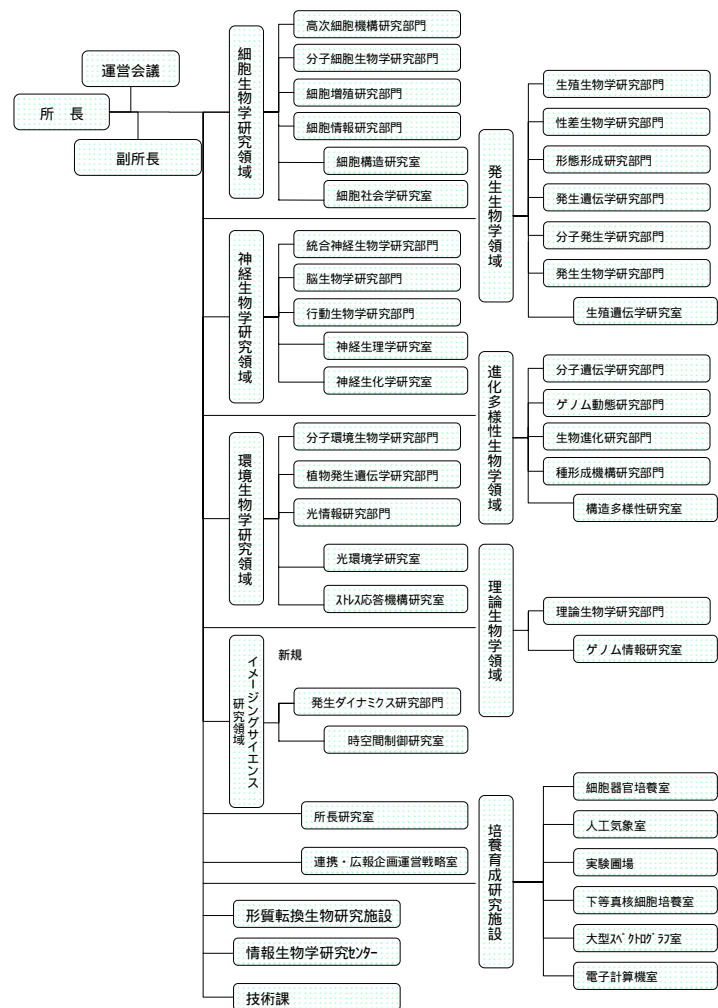 運営会議
所　長
副所長
細胞生物学研究領域
高次細胞機構研究部門
分子細胞生物学研究部門
細胞増殖研究部門
細胞情報研究部門
細胞構造研究室
細胞社会学研究室
神経生物学研究領域
統合神経生物学研究部門
脳生物学研究部門
行動生物学研究部門
神経生理学研究室
神経生化学研究室
環境生物学研究領域
分子環境生物学研究部門
植物発生遺伝学研究部門
光情報研究部門
光環境学研究室
ｽﾄﾚｽ応答機構研究室
イメージングサイエンス
研究領域
新規
発生ダイナミクス研究部門
時空間制御研究室
所長研究室
連携・広報企画運営戦略室
形質転換生物研究施設
情報生物学研究ｾﾝﾀｰ
技術課
発生生物学領域
生殖生物学研究部門
性差生物学研究部門
形態形成研究部門
発生遺伝学研究部門
分子発生学研究部門
発生生物学研究部門
生殖遺伝学研究室
進化多様性生物学領域
分子遺伝学研究部門
ゲノム動態研究部門
生物進化研究部門
種形成機構研究部門
構造多様性研究室
理論生物学領域
理論生物学研究部門
ゲノム情報研究室
培養育成研究施設
細胞器官培養室
人工気象室
実験圃場
下等真核細胞培養室
大型ｽﾍﾟｸﾄﾛｸﾞﾗﾌ室
電子計算機室